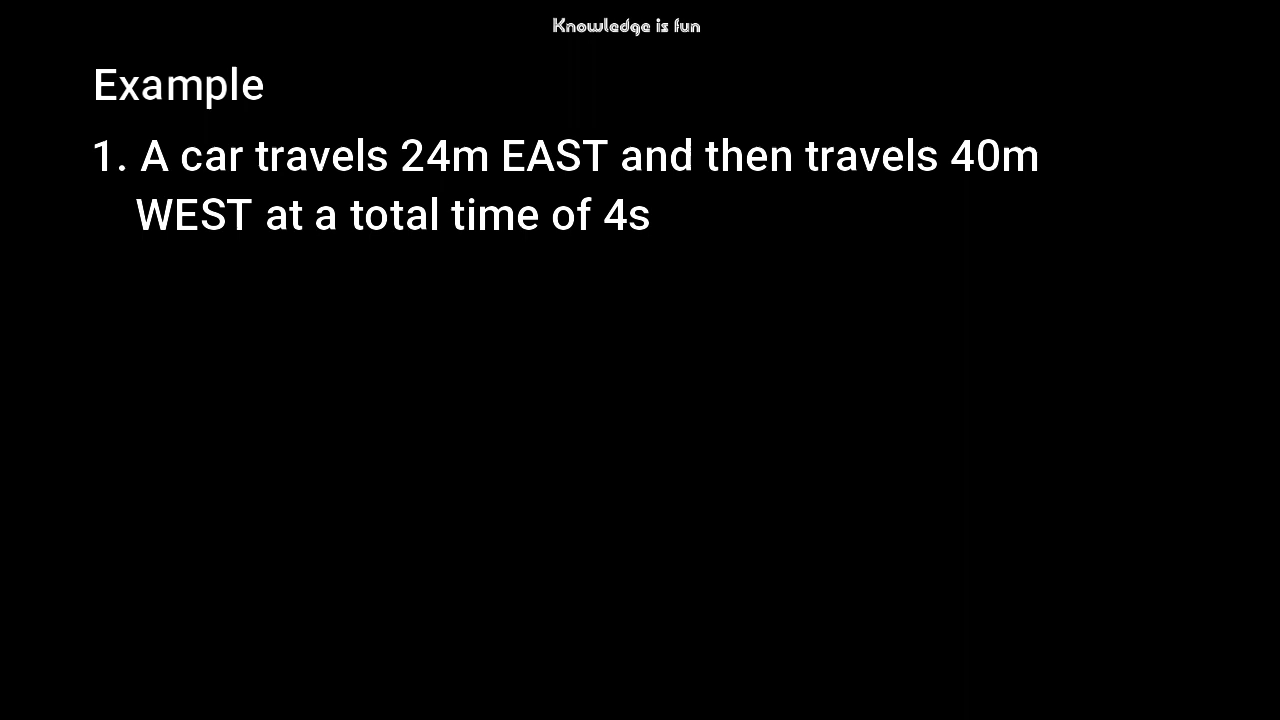 Knowledge is fun
Example
1. A car travels 24m EAST and then travels 40m
WEST at a total time of 4s